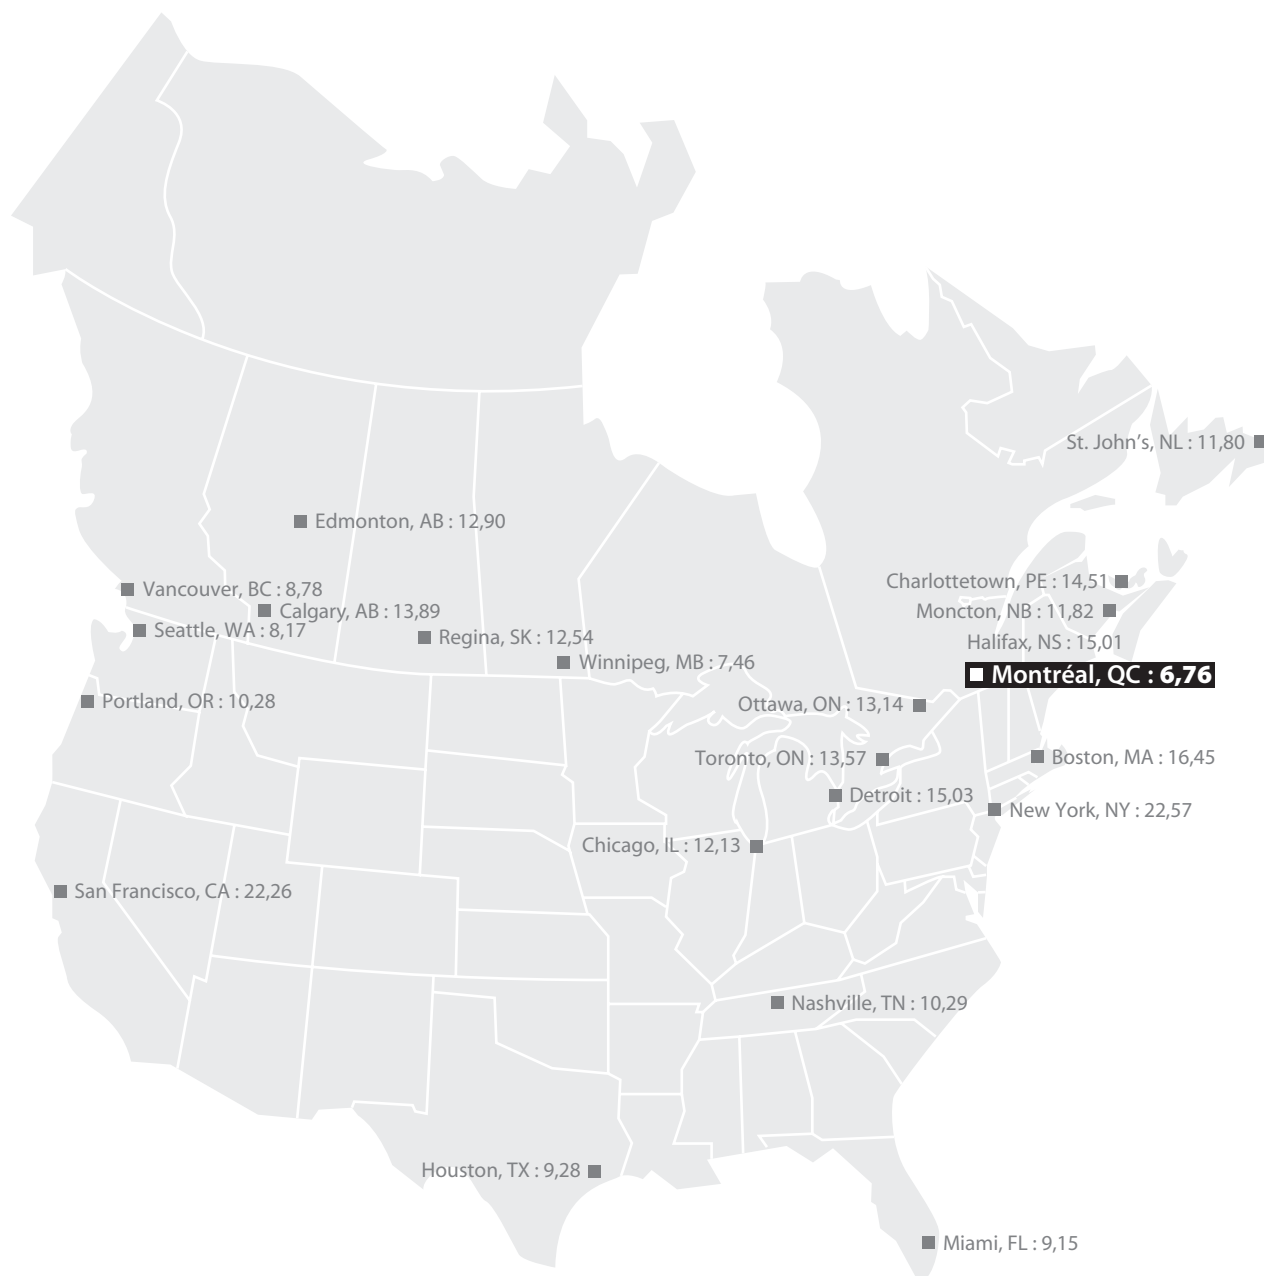 St. John's, NL : 11,80
Edmonton, AB : 12,90
Charlottetown, PE : 14,51
Vancouver, BC : 8,78
Calgary, AB : 13,89
Moncton, NB : 11,82
Seattle, WA : 8,17
Regina, SK : 12,54
Halifax, NS : 15,01
Winnipeg, MB : 7,46
Montréal, QC : 6,76
Portland, OR : 10,28
Ottawa, ON : 13,14
Toronto, ON : 13,57
Boston, MA : 16,45
Detroit : 15,03
New York, NY : 22,57
Chicago, IL : 12,13
San Francisco, CA : 22,26
Nashville, TN : 10,29
Houston, TX : 9,28
Miami, FL : 9,15